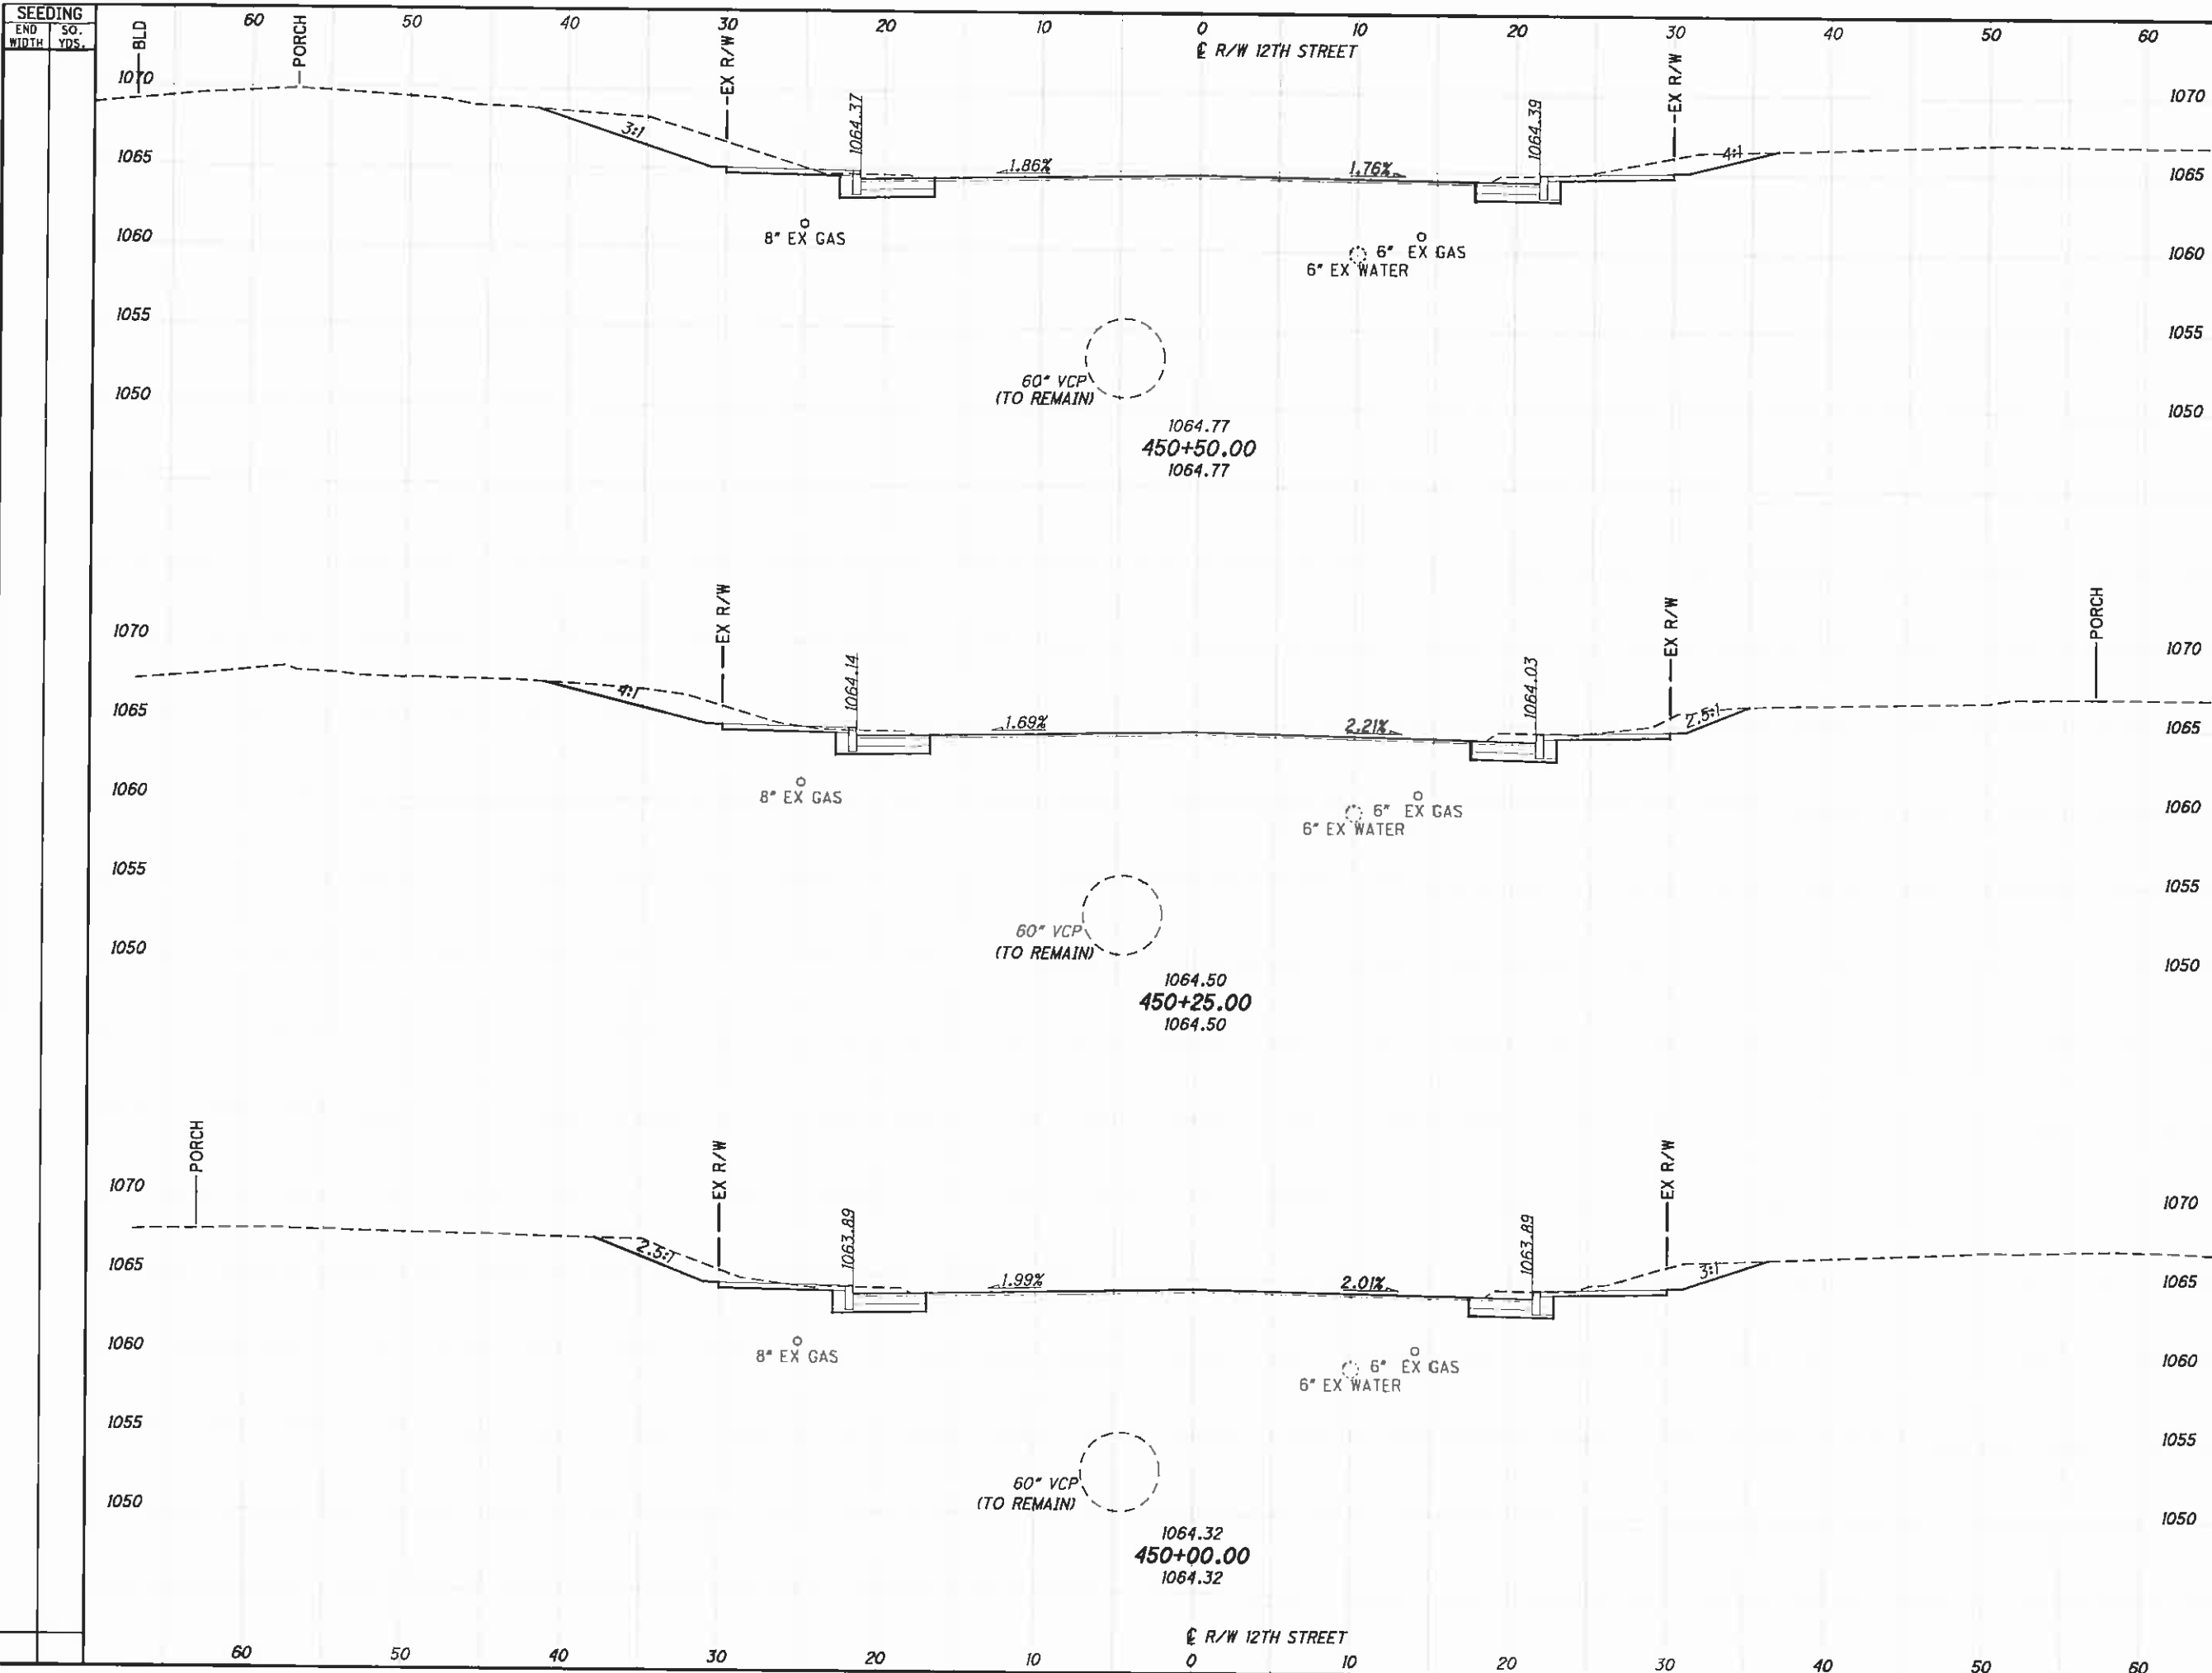 SEEDING
END WIDTH
SQ. YDS.
60 50 40 30 20 10 0 10 20 30 40 50 60
℄ R/W 12TH STREET
BLD
PORCH
EX R/W
1064.37
1064.39
EX R/W
1070 1070
3:1
4:1
1065 1065
1.86%
1.76%
1060 1060
8" EX GAS
6" EX GAS
6" EX WATER
1055 1055
60" VCP
(TO REMAIN)
1050 1050
1064.77
450+50.00
1064.77
EX R/W
1064.14
1064.03
EX R/W
PORCH
1070 1070
4:1
2.5:1
1065 1065
1.69%
2.21%
1060 1060
8" EX GAS
6" EX GAS
6" EX WATER
1055 1055
60" VCP
(TO REMAIN)
1050 1050
1064.50
450+25.00
1064.50
PORCH
EX R/W
1063.89
1063.89
EX R/W
1070 1070
2.5:1
3:1
1065 1065
1.99%
2.01%
1060 1060
8" EX GAS
6" EX GAS
6" EX WATER
1055 1055
60" VCP
(TO REMAIN)
1050 1050
1064.32
450+00.00
1064.32
℄ R/W 12TH STREET
60 50 40 30 20 10 0 10 20 30 40 50 60